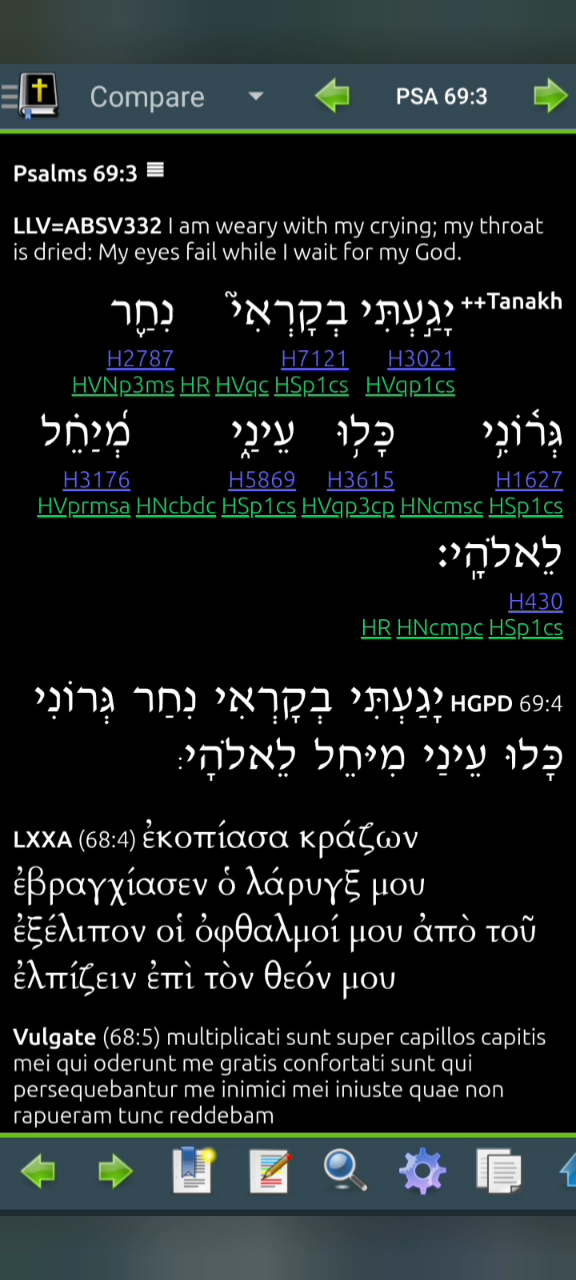 Compare
PSA 69:3
Psalms 69:3
LLV=ABSV332 I am weary with my crying; my throat
is dried: My eyes fail while I wait for my God.
++Tanakh יָגַ֣עְתִּי בְקָרְאִי֮ נִחַ֪ר
H3021 H7121 H2787
HVNp3ms HR HVqc HSp1cs HVqp1cs
גְּר֫וֹנִ֥י כָּל֥וּ עֵינַ֑י מְ֝יַחֵ֗ל
H1627 H3615 H5869 H3176
HVprmsa HNcbdc HSp1cs HVqp3cp HNcmsc HSp1cs
לֵאלֹהָֽי׃
H430
HR HNcmpc HSp1cs
HGPD 69:4 יָגַעְתִּי בְקָרְאִי נִחַר גְּרוֹנִי
כָּלוּ עֵינַי מִיּחֵל לֵאלֹהָי:
LXXA (68:4) ἐκοπίασα κράζων
ἐβραγχίασεν ὁ λάρυγξ μου
ἐξέλιπον οἱ ὀφθαλμοί μου ἀπὸ τοῦ
ἐλπίζειν ἐπὶ τὸν θεόν μου
Vulgate (68:5) multiplicati sunt super capillos capitis
mei qui oderunt me gratis confortati sunt qui
persequebantur me inimici mei iniuste quae non
rapueram tunc reddebam